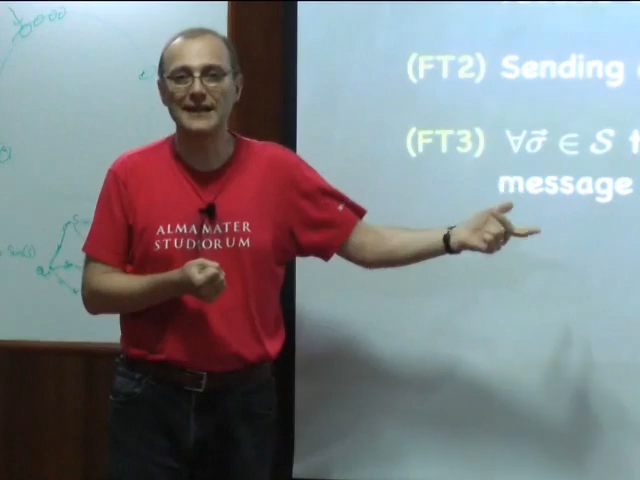 (FT2) Sending
(FT3) ∀σ⃗ ∈ S
message
ALMA MATER
STUDIORUM